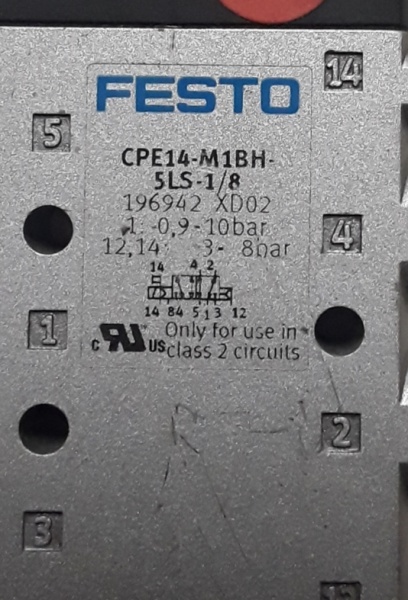 FESTO
14
5
CPE14-M1BH-
5LS-1/8
196942 XD02
1: -0,9-10bar
12,14: 3- 8bar
4
14 4 2
14 84 5 1 3 12
1
c US Only for use in
class 2 circuits
2
3
12